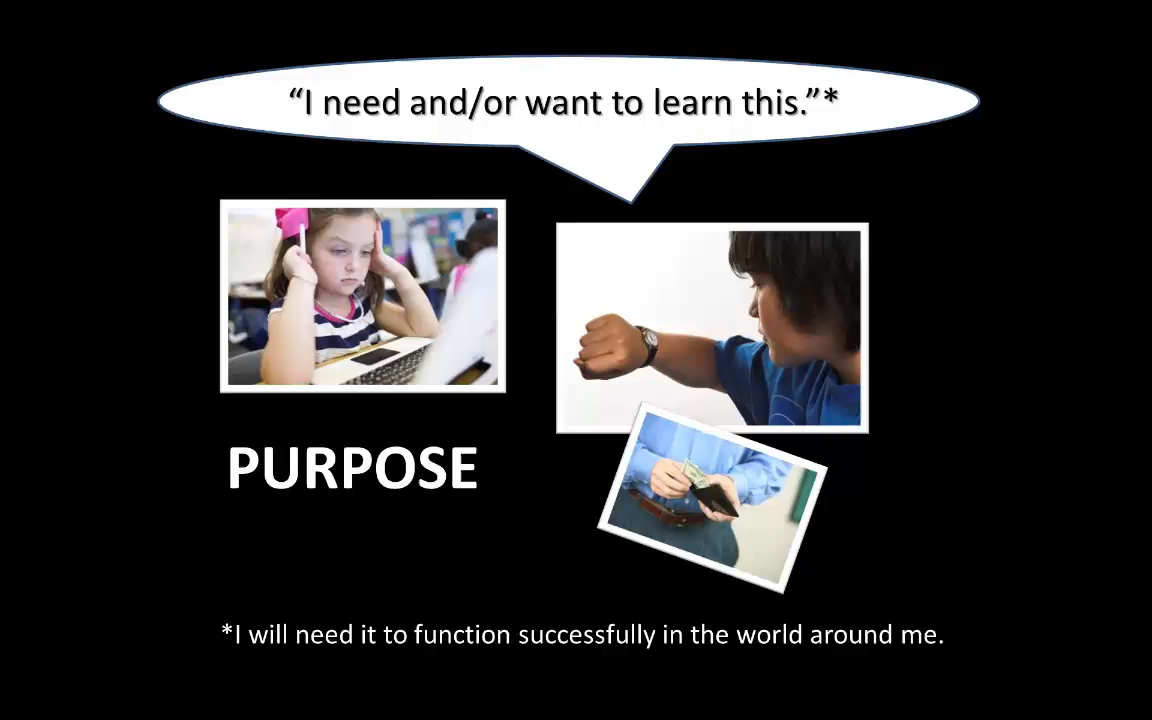 “I need and/or want to learn this.”*
PURPOSE
*I will need it to function successfully in the world around me.